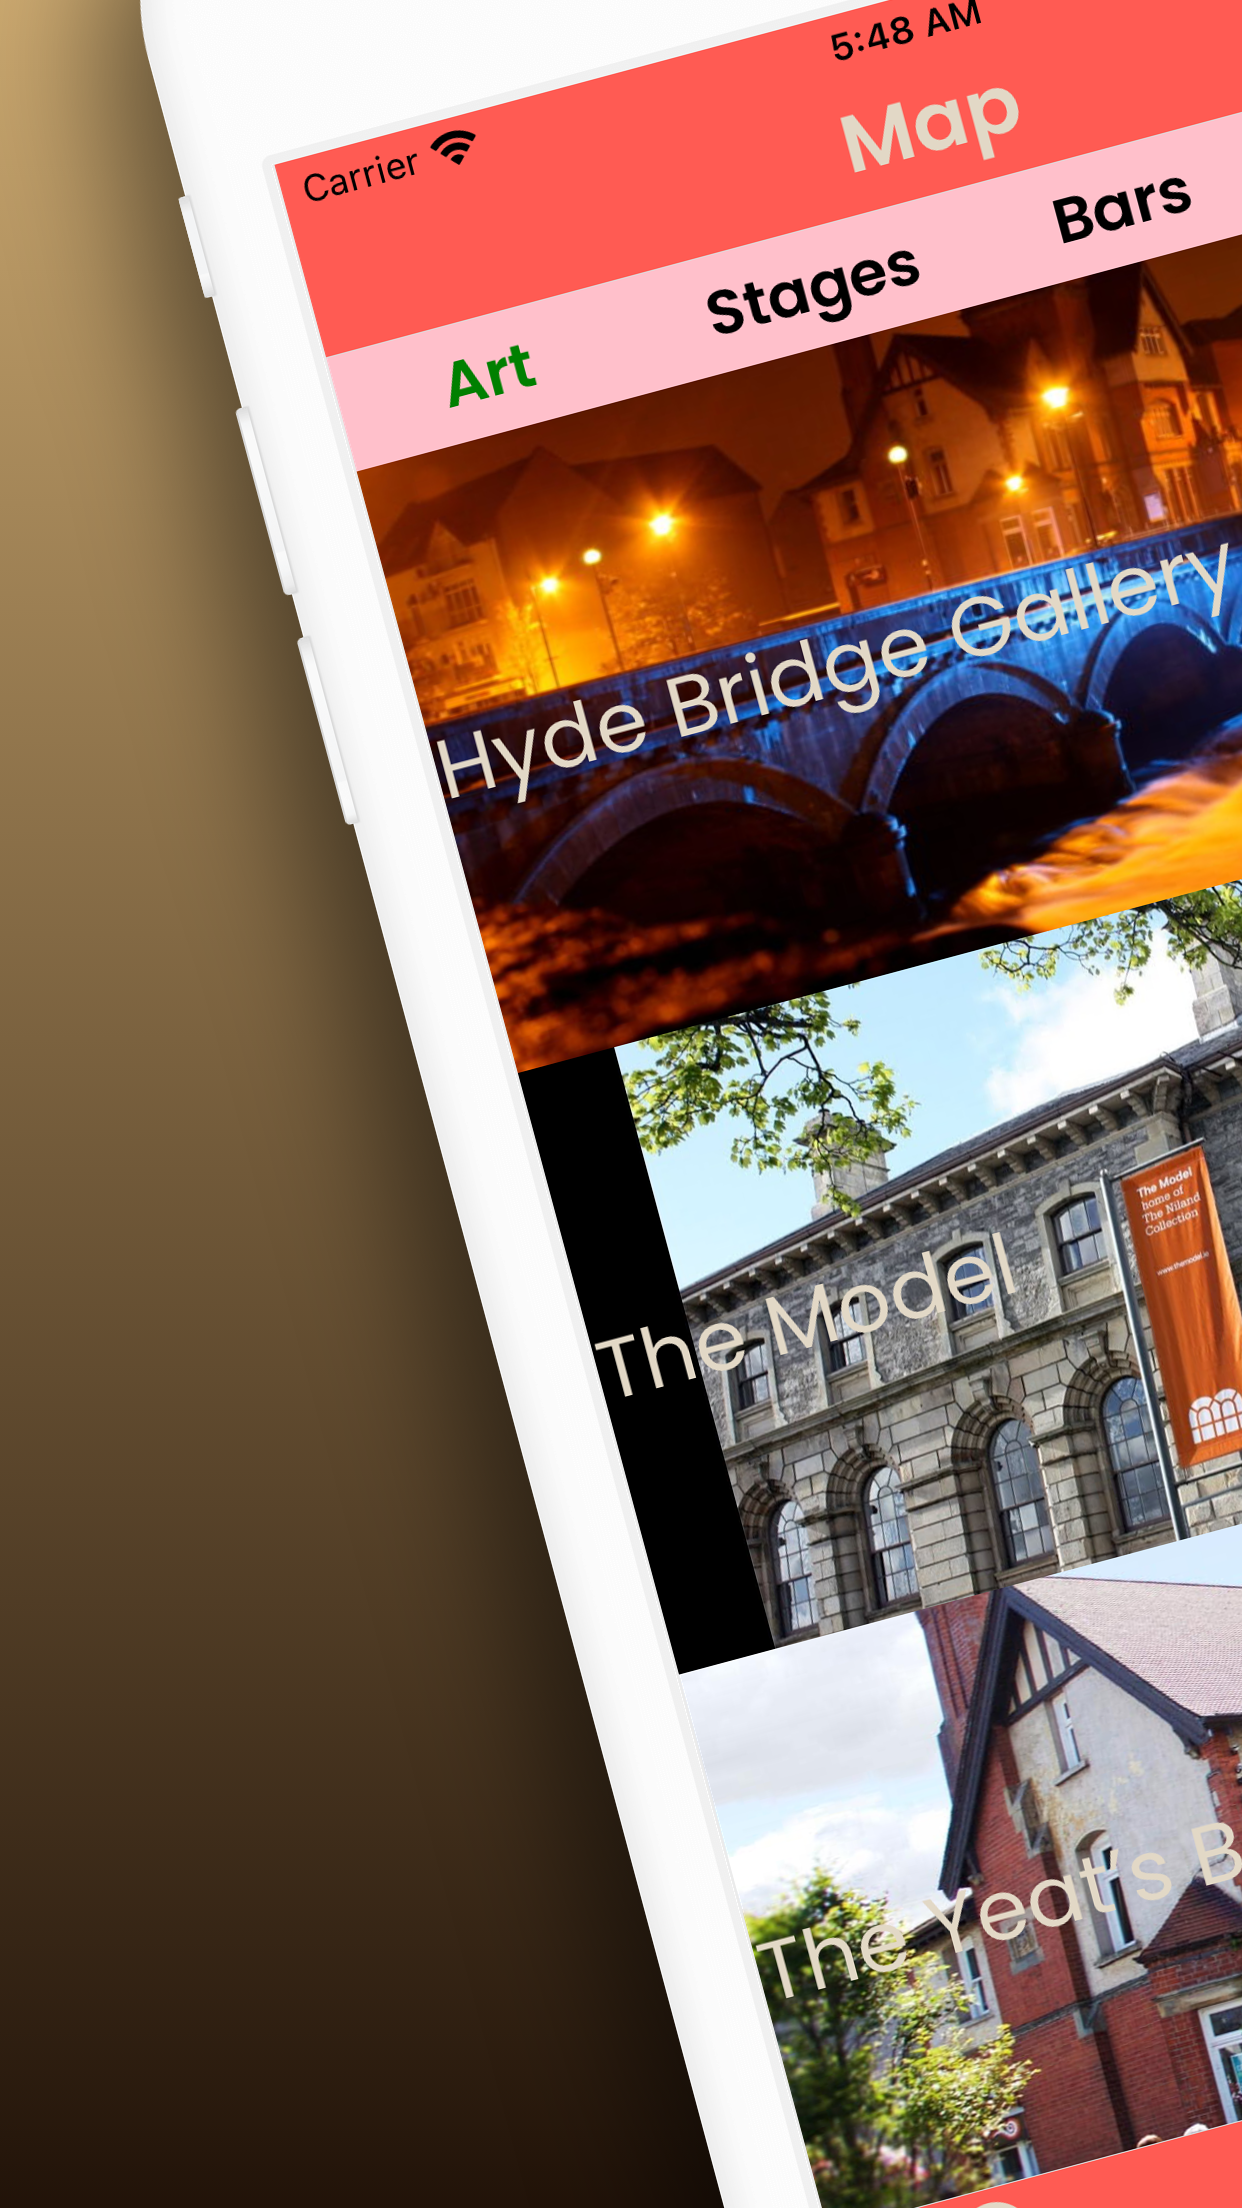 5:48 AM
Carrier
Map
Art
Stages
Bars
Hyde Bridge Gallery
The Model
home of
The Niland
Collection
www.themodel.ie
The Model
The Yeat's B